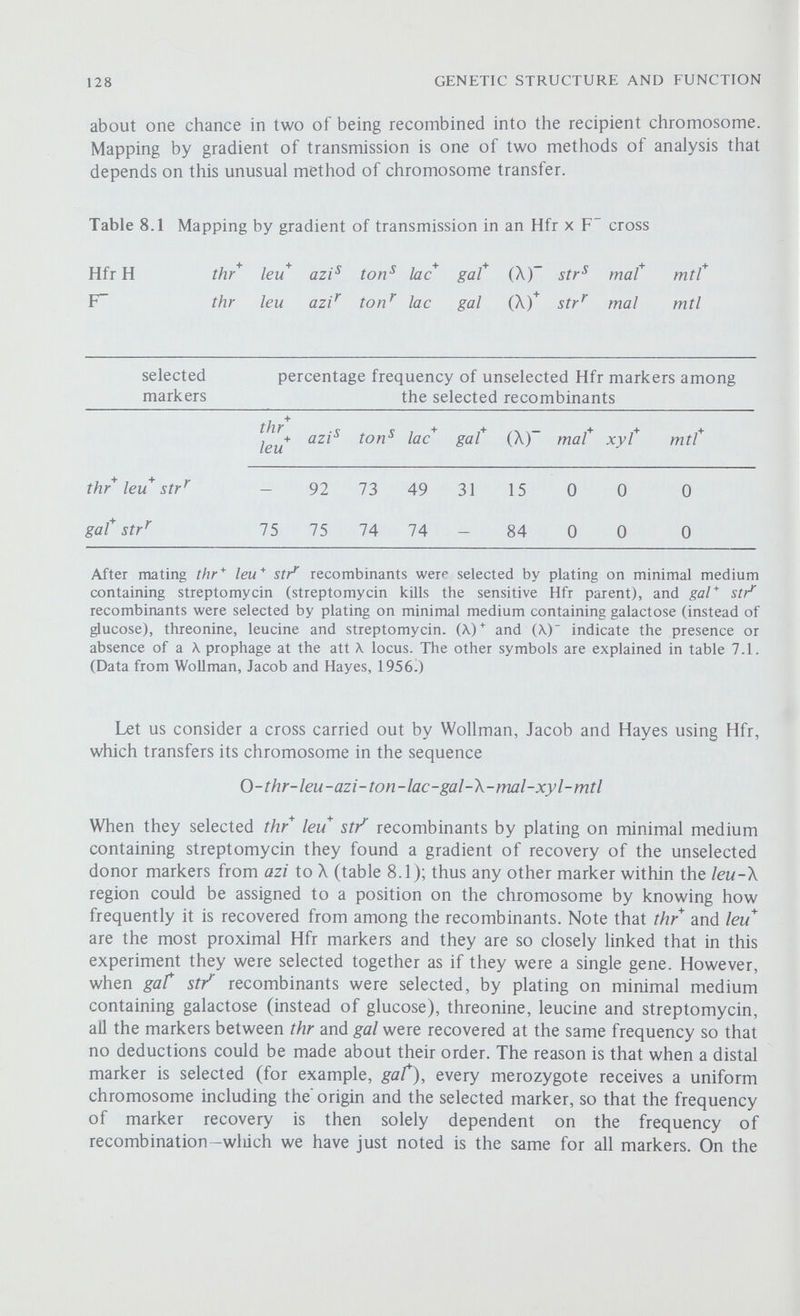 128 GENETIC STRUCTURE AND FUNCTION
about one chance in two of being recombined into the recipient chromosome.
Mapping by gradient of transmission is one of two methods of analysis that
depends on this unusual method of chromosome transfer.
Table 8.1 Mapping by gradient of transmission in an Hfr x F⁻ cross
Hfr H thr⁺ leu⁺ aziˢ tonˢ lac⁺ gal⁺ (λ)⁻ strˢ mal⁺ mtl⁺
F⁻ thr leu aziʳ tonʳ lac gal (λ)⁺ strʳ mal mtl
selected percentage frequency of unselected Hfr markers among
markers the selected recombinants
thr⁺
leu⁺ aziˢ tonˢ lac⁺ gal⁺ (λ)⁻ mal⁺ xyl⁺ mtl⁺
thr⁺ leu⁺ strʳ – 92 73 49 31 15 0 0 0
gal⁺ strʳ 75 75 74 74 – 84 0 0 0
After mating thr⁺ leu⁺ strʳ recombinants were selected by plating on minimal medium
containing streptomycin (streptomycin kills the sensitive Hfr parent), and gal⁺ strʳ
recombinants were selected by plating on minimal medium containing galactose (instead of
glucose), threonine, leucine and streptomycin. (λ)⁺ and (λ)⁻ indicate the presence or
absence of a λ prophage at the att λ locus. The other symbols are explained in table 7.1.
(Data from Wollman, Jacob and Hayes, 1956.)
Let us consider a cross carried out by Wollman, Jacob and Hayes using Hfr,
which transfers its chromosome in the sequence
O-thr-leu-azi-ton-lac-gal-λ-mal-xyl-mtl
When they selected thr⁺ leu⁺ strʳ recombinants by plating on minimal medium
containing streptomycin they found a gradient of recovery of the unselected
donor markers from azi to λ (table 8.1); thus any other marker within the leu-λ
region could be assigned to a position on the chromosome by knowing how
frequently it is recovered from among the recombinants. Note that thr⁺ and leu⁺
are the most proximal Hfr markers and they are so closely linked that in this
experiment they were selected together as if they were a single gene. However,
when gal⁺ strʳ recombinants were selected, by plating on minimal medium
containing galactose (instead of glucose), threonine, leucine and streptomycin,
all the markers between thr and gal were recovered at the same frequency so that
no deductions could be made about their order. The reason is that when a distal
marker is selected (for example, gal⁺), every merozygote receives a uniform
chromosome including the origin and the selected marker, so that the frequency
of marker recovery is then solely dependent on the frequency of
recombination–which we have just noted is the same for all markers. On the